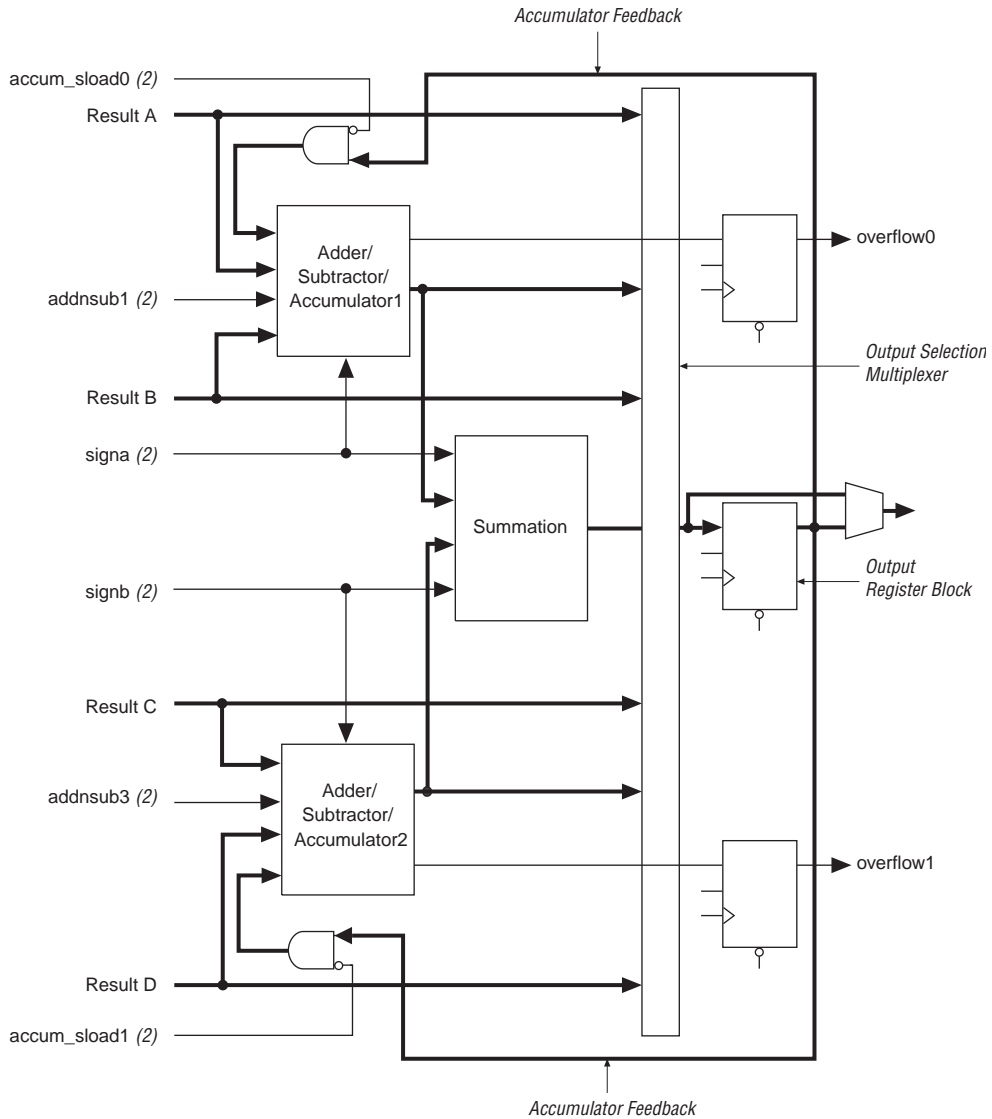 Accumulator Feedback
accum_sload0 (2)
Result A
Adder/
Subtractor/
Accumulator1
overflow0
addnsub1 (2)
Output Selection
Multiplexer
Result B
signa (2)
Summation
Output
Register Block
signb (2)
Result C
Adder/
Subtractor/
Accumulator2
addnsub3 (2)
overflow1
Result D
accum_sload1 (2)
Accumulator Feedback